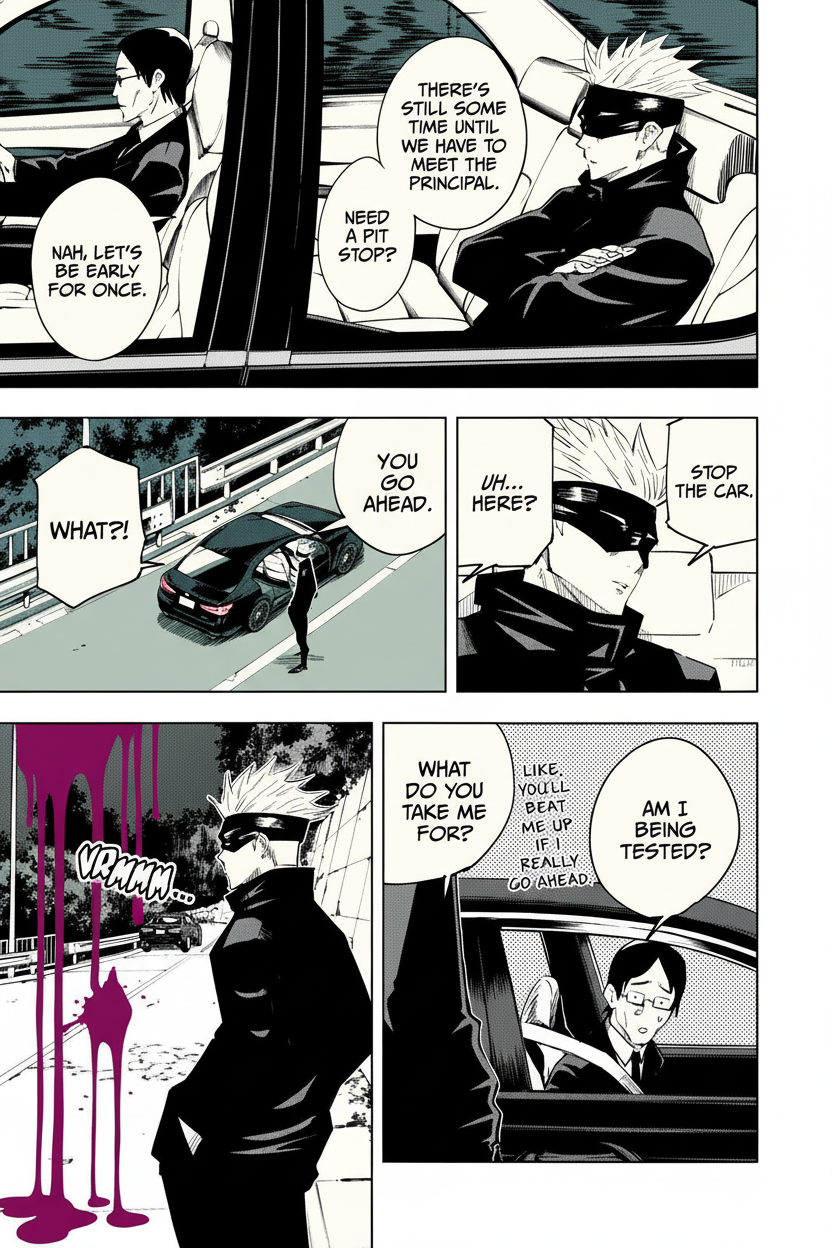 THERE'S
STILL SOME
TIME UNTIL
WE HAVE TO
MEET THE
PRINCIPAL.
NEED
A PIT
STOP?
NAH, LET'S
BE EARLY
FOR ONCE.
STOP
THE CAR.
UH...
HERE?
YOU
GO
AHEAD.
WHAT?!
AM I
BEING
TESTED?
LIKE,
YOU'LL
BEAT
ME UP
IF I
REALLY
GO AHEAD.
WHAT
DO YOU
TAKE ME
FOR?
VRMMM...